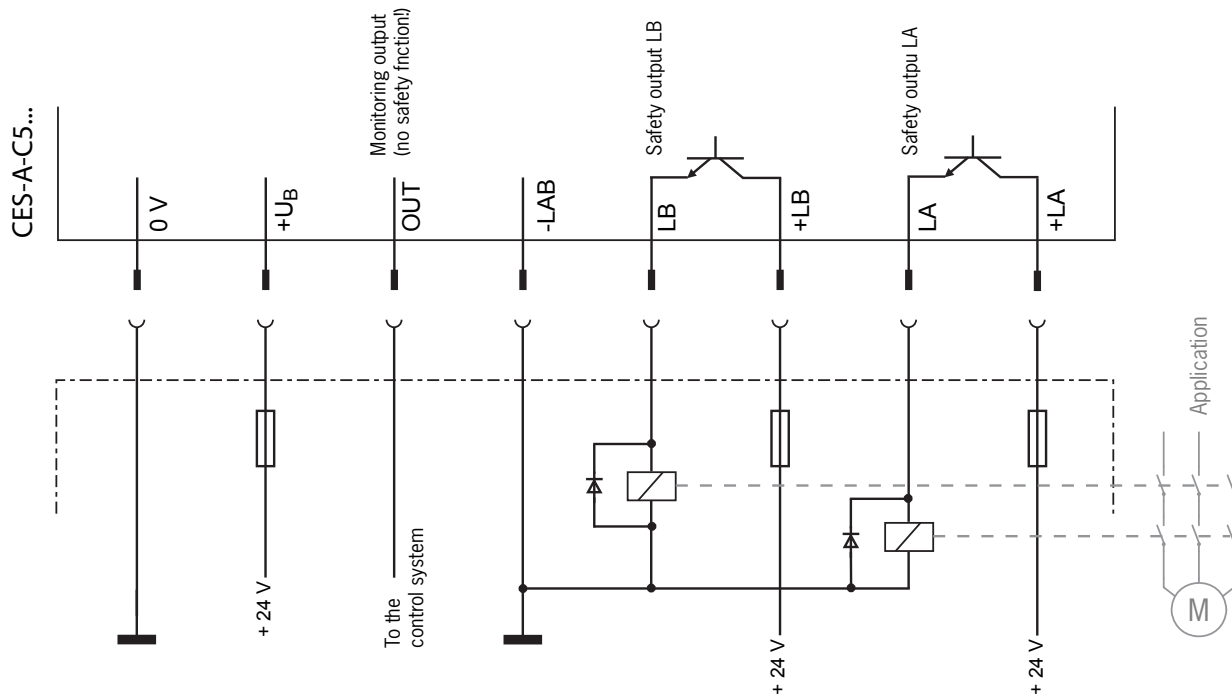 CES-A-C5...
0 V
+UB
OUT
Monitoring output
(no safety fnction!)
-LAB
LB
Safety output LB
+LB
LA
Safety outpu LA
+LA
+ 24 V
To the
control system
+ 24 V
+ 24 V
Application
M